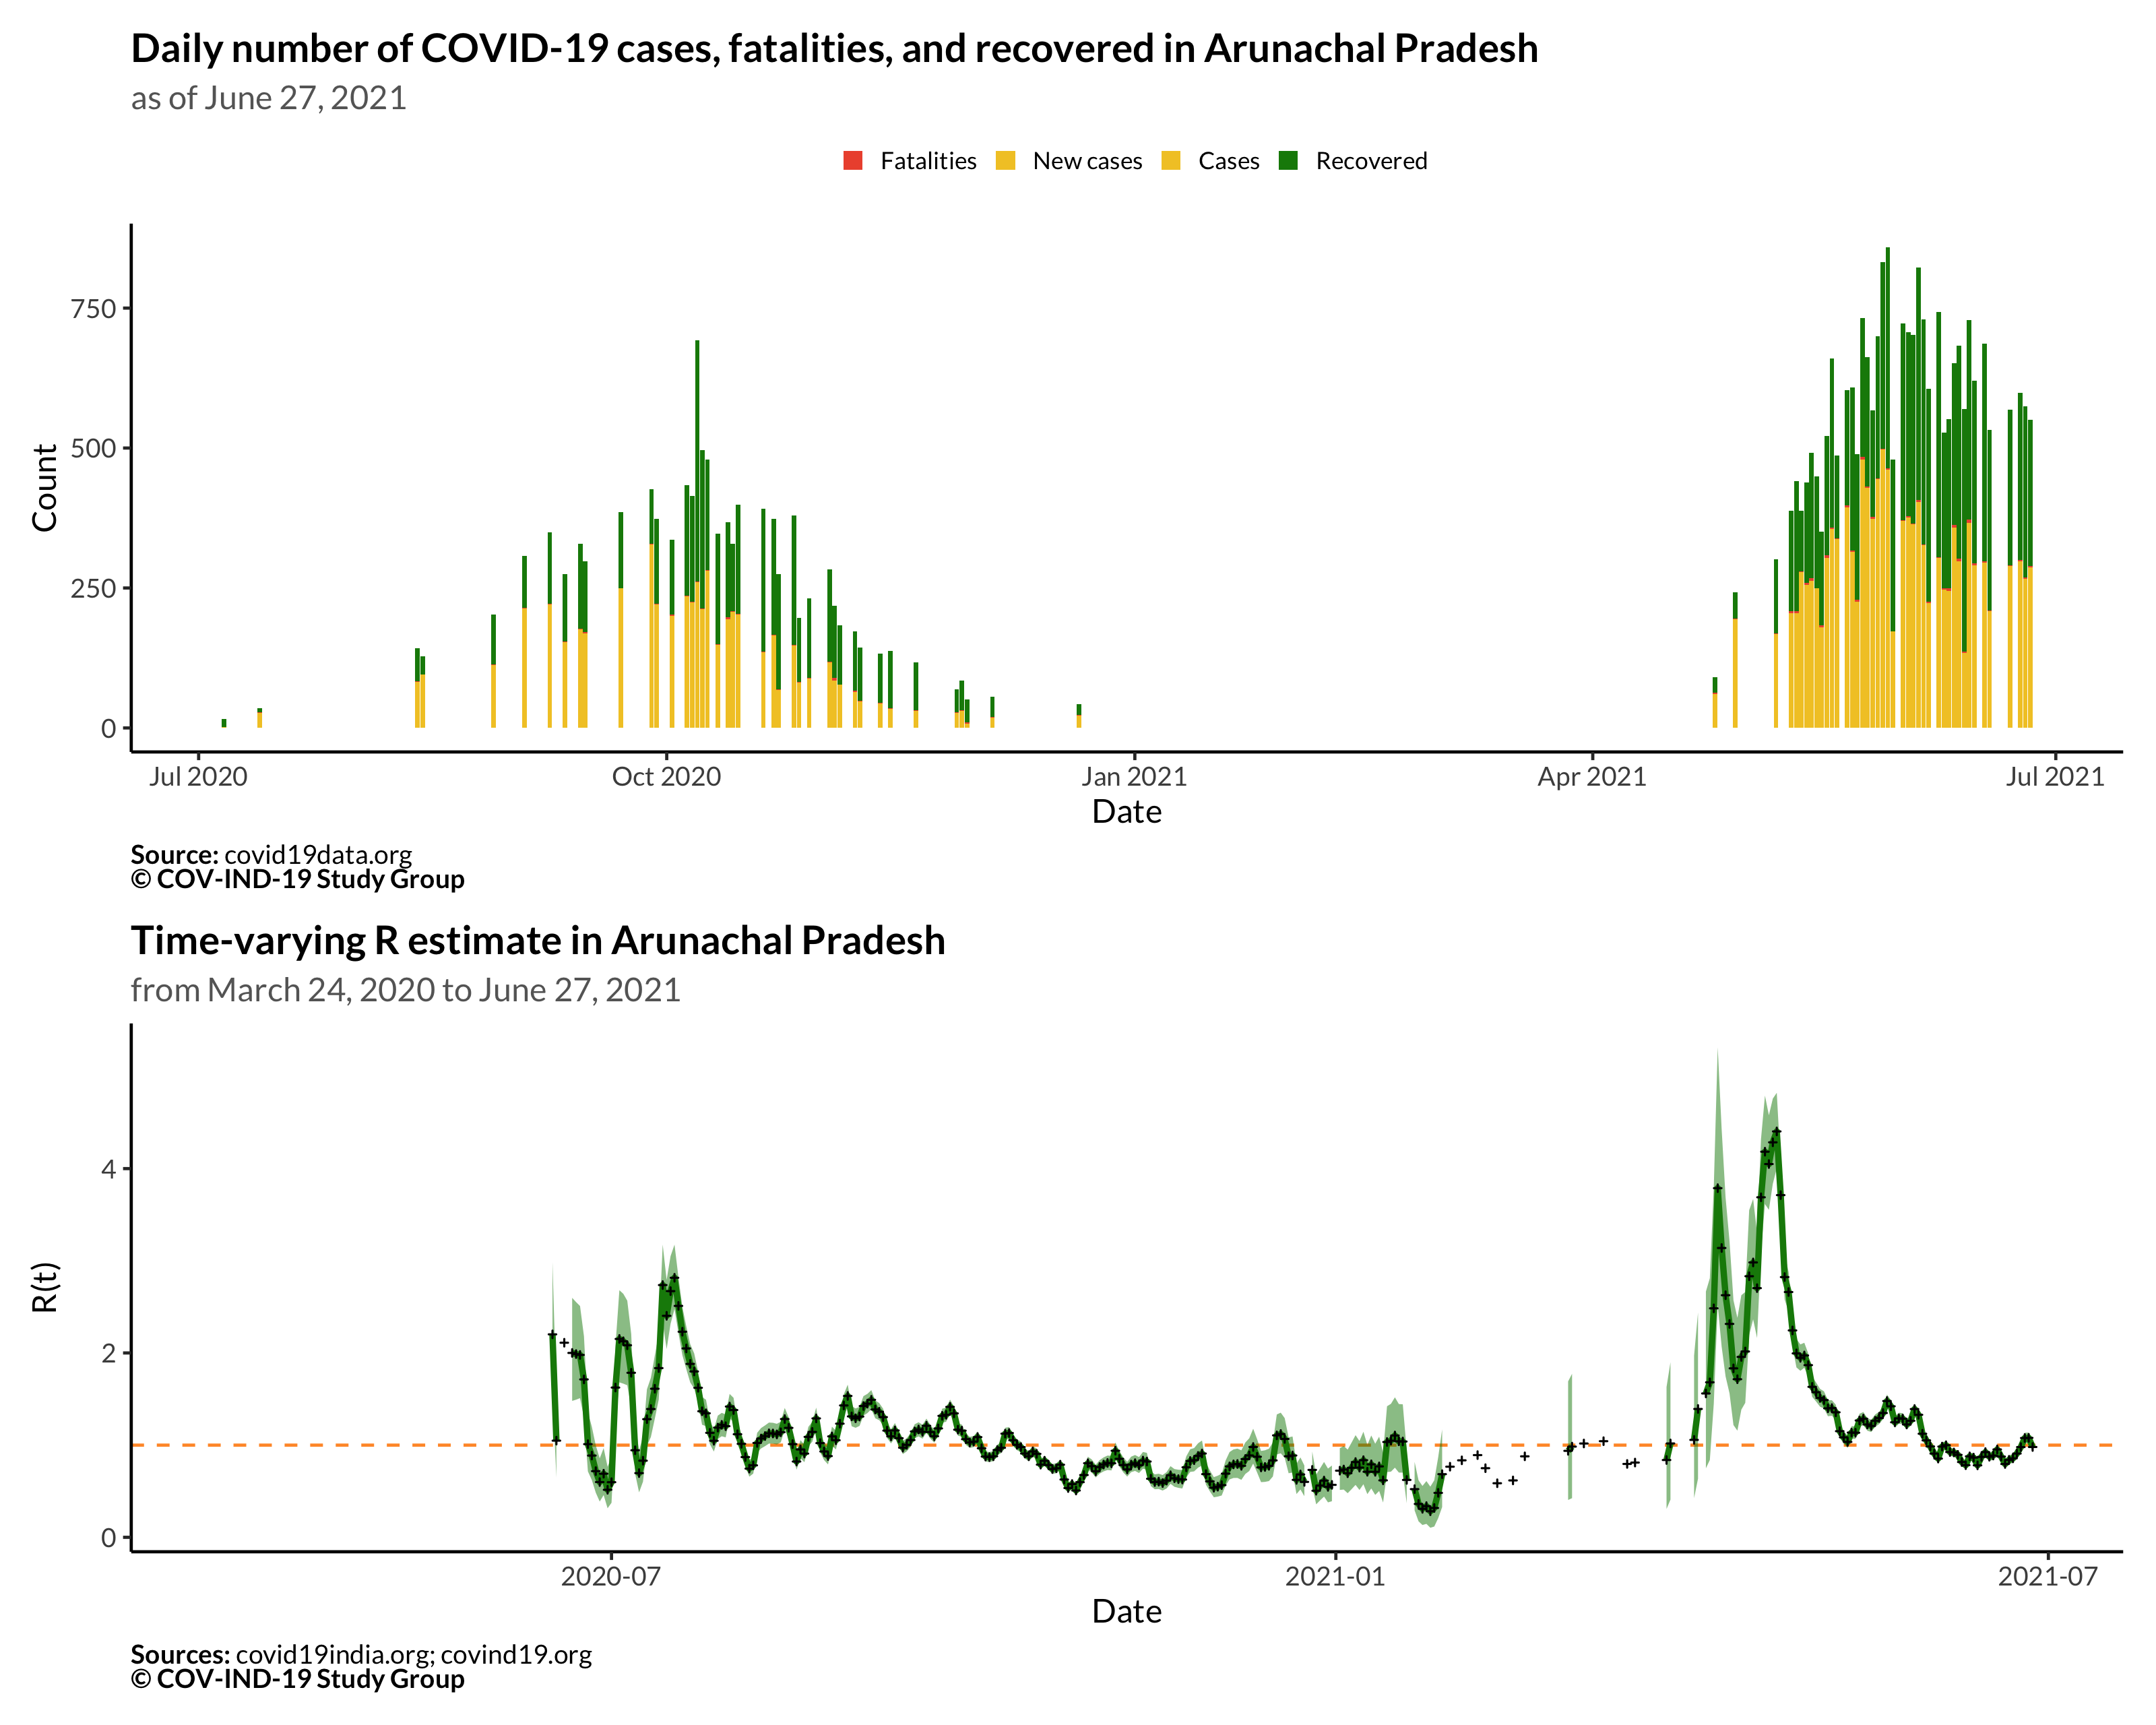 Daily number of COVID-19 cases, fatalities, and recovered in Arunachal Pradesh
as of June 27, 2021
Fatalities New cases Cases Recovered
Count
750
500
250
0
Jul 2020 Oct 2020 Jan 2021 Apr 2021 Jul 2021
Date
Source: covid19data.org
© COV-IND-19 Study Group
Time-varying R estimate in Arunachal Pradesh
from March 24, 2020 to June 27, 2021
R(t)
4
2
0
2020-07 2021-01 2021-07
Date
Sources: covid19india.org; covind19.org
© COV-IND-19 Study Group